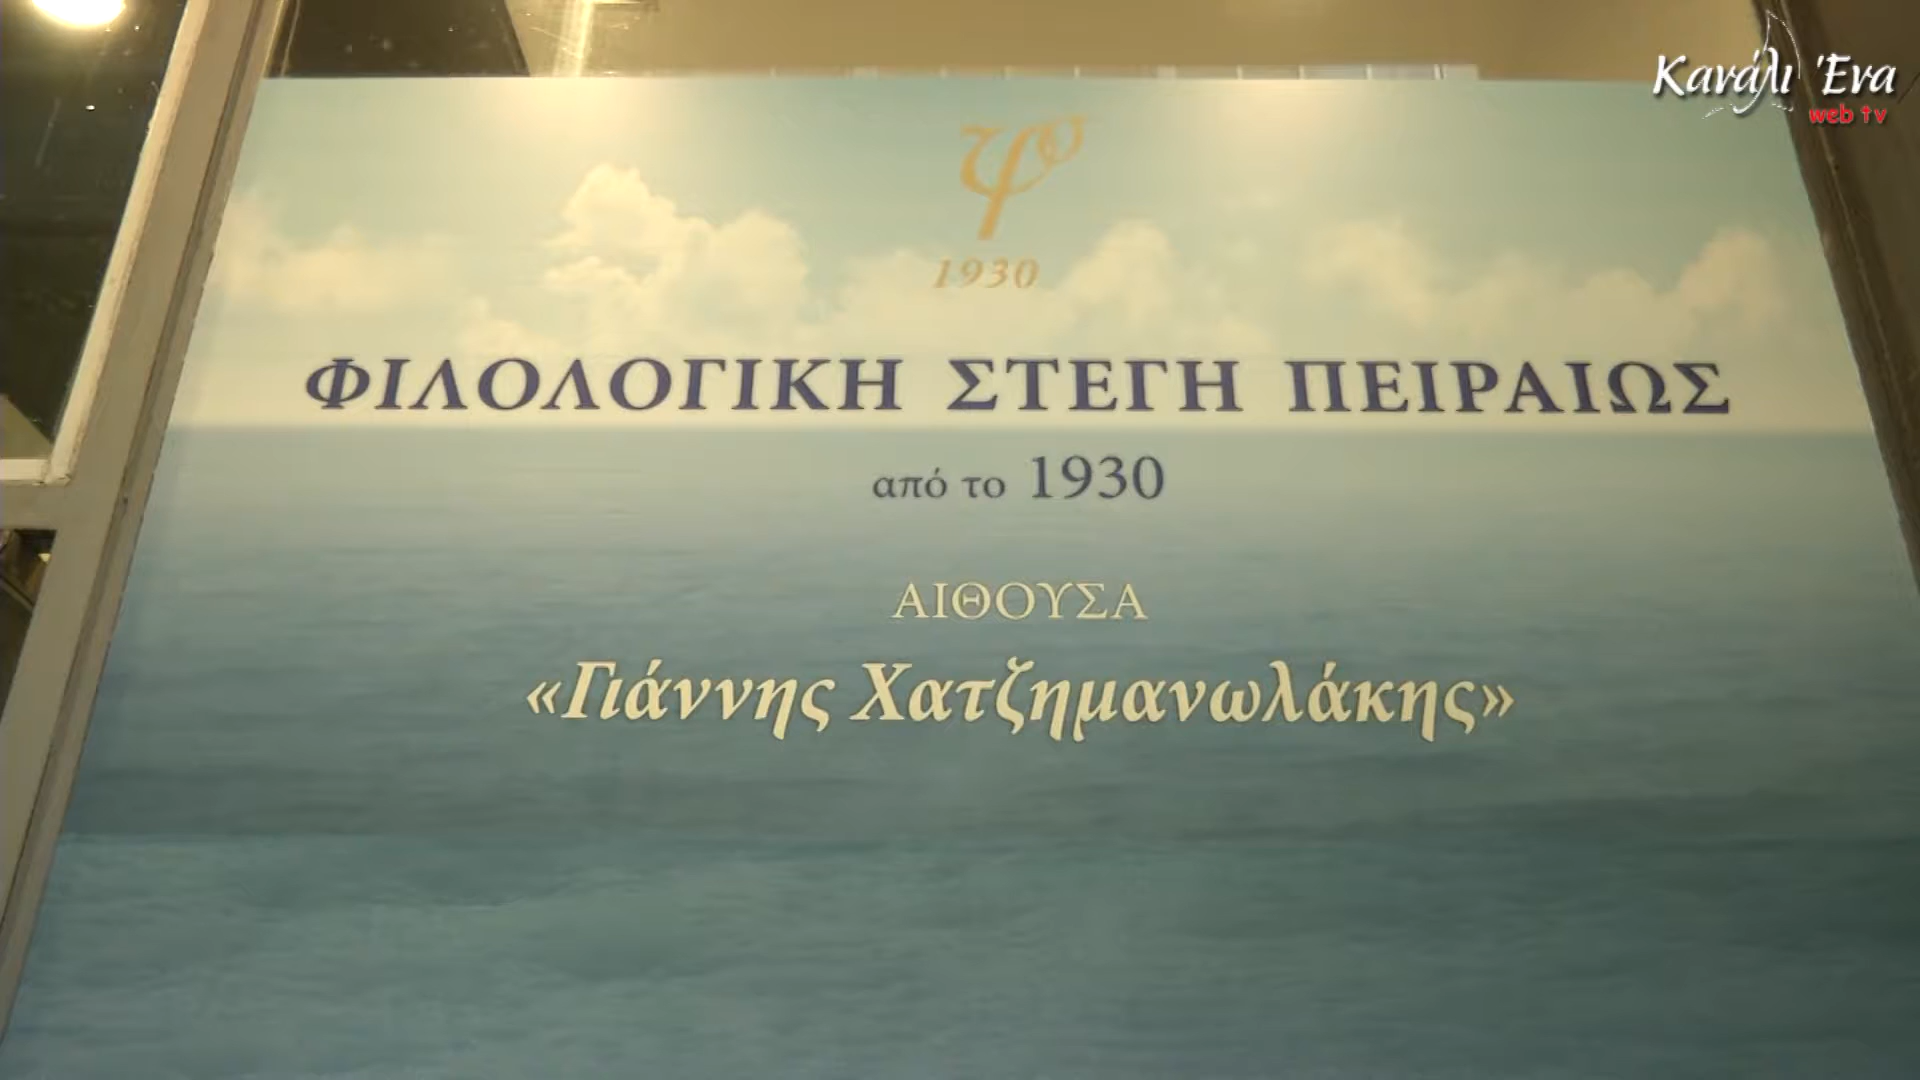 Κανάλι Ένα
web tv
1930
ΦΙΛΟΛΟΓΙΚΗ ΣΤΕΓΗ ΠΕΙΡΑΙΩΣ
από το 1930
ΑΙΘΟΥΣΑ
«Γιάννης Χατζημανωλάκης»